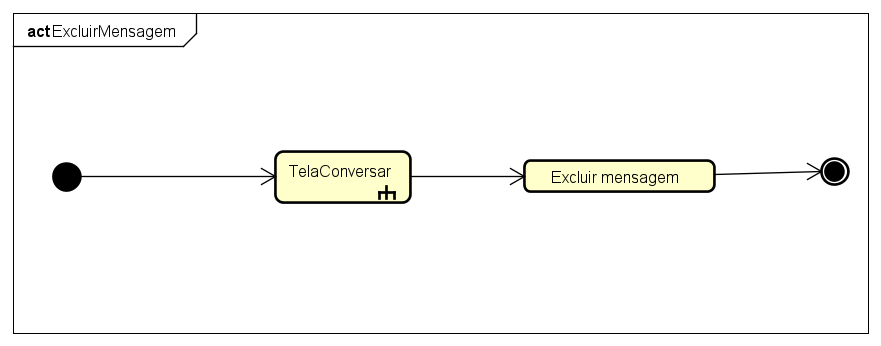 act ExcluirMensagem
TelaConversar
Excluir mensagem